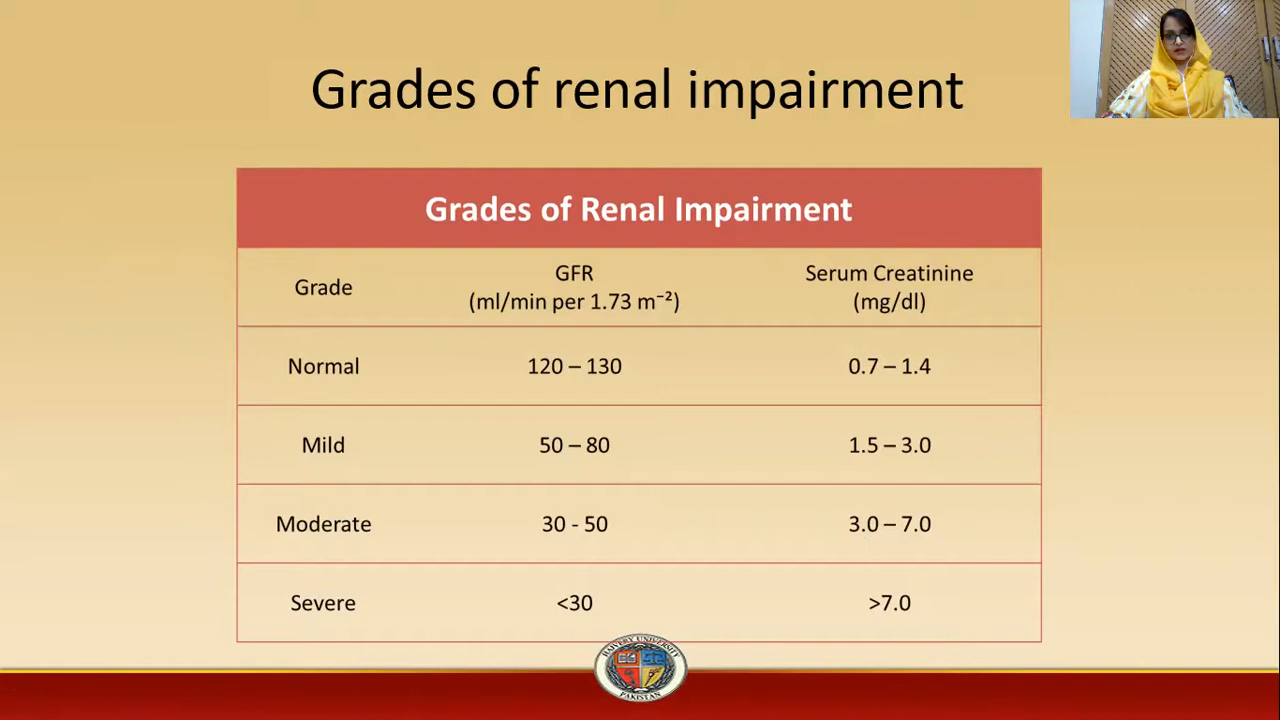 Grades of renal impairment
Grades of Renal Impairment
Grade
GFR
(ml/min per 1.73 m⁻²)
Serum Creatinine
(mg/dl)
Normal
120 – 130
0.7 – 1.4
Mild
50 – 80
1.5 – 3.0
Moderate
30 - 50
3.0 – 7.0
Severe
<30
>7.0
UNIVERSITY
PAKISTAN